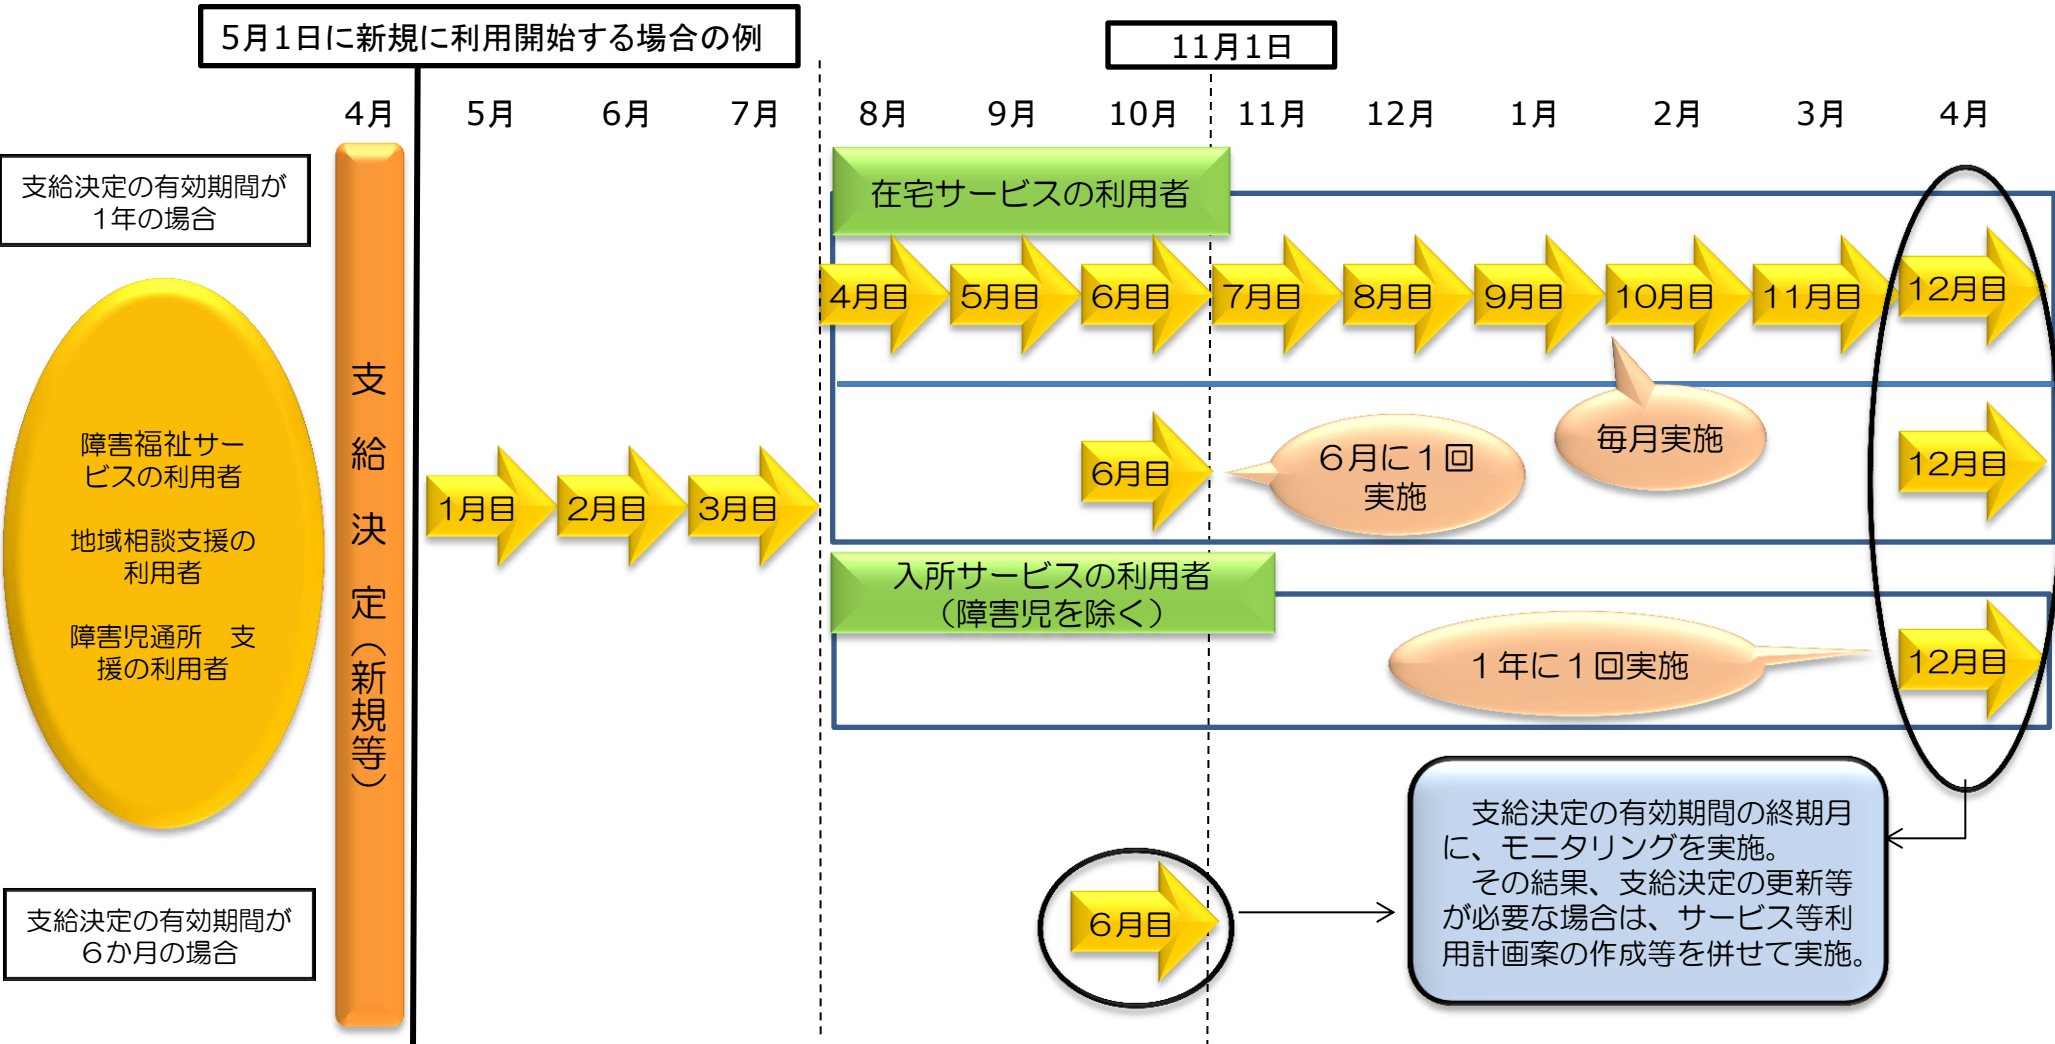 5月1日に新規に利用開始する場合の例
11月1日
4月 5月 6月 7月 8月 9月 10月 11月 12月 1月 2月 3月 4月
支給決定の有効期間が
1年の場合
在宅サービスの利用者
4月目 5月目 6月目 7月目 8月目 9月目 10月目 11月目 12月目
毎月実施
障害福祉サー
ビスの利用者
地域相談支援の
利用者
障害児通所　支
援の利用者
支給決定（新規等）
1月目 2月目 3月目
6月目
６月に１回
実施
12月目
入所サービスの利用者
（障害児を除く）
１年に１回実施
12月目
支給決定の有効期間が
６か月の場合
６月目
支給決定の有効期間の終期月
に、モニタリングを実施。
その結果、支給決定の更新等
が必要な場合は、サービス等利
用計画案の作成等を併せて実施。